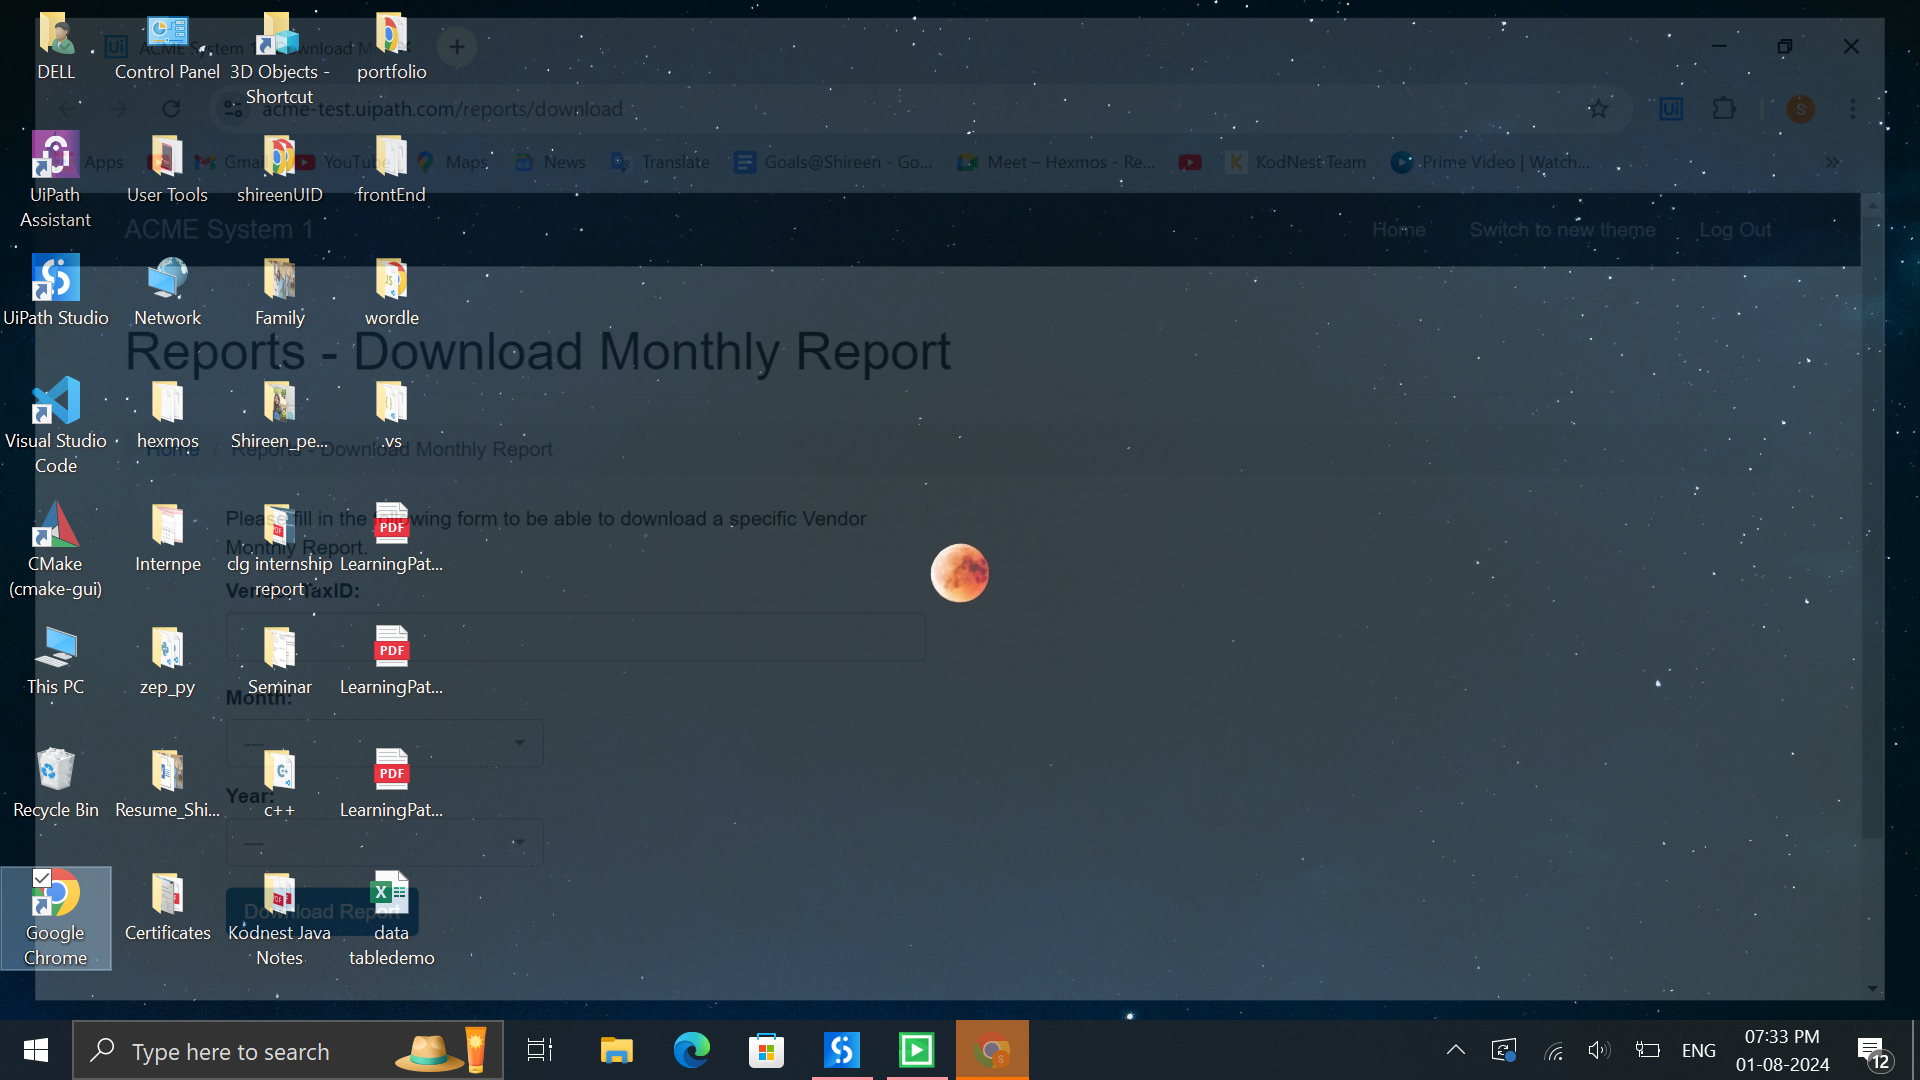 DELL
Control Panel
3D Objects -
Shortcut
portfolio
ACME System 1
acme-test.uipath.com/reports/download
UiPath
Assistant
User Tools
shireenUID
frontEnd
Apps
Gmail
YouTube
Maps
News
Translate
Goals@Shireen - Go...
Meet – Hexmos - Re...
KodNest Team
Prime Video | Watch...
ACME System 1
Home
Switch to new theme
Log Out
UiPath Studio
Network
Family
wordle
Reports - Download Monthly Report
Visual Studio
Code
hexmos
Shireen_pe...
.vs
Home / Reports - Download Monthly Report
CMake
(cmake-gui)
Internpe
clg internship
report
LearningPat...
Please fill in the following form to be able to download a specific Vendor
Monthly Report.
Vendor TaxID:
This PC
zep_py
Seminar
LearningPat...
Month:
---
Recycle Bin
Resume_Shi...
c++
LearningPat...
Year:
---
Download Report
Google
Chrome
Certificates
Kodnest Java
Notes
data
tabledemo
Type here to search
ENG
07:33 PM
01-08-2024
12